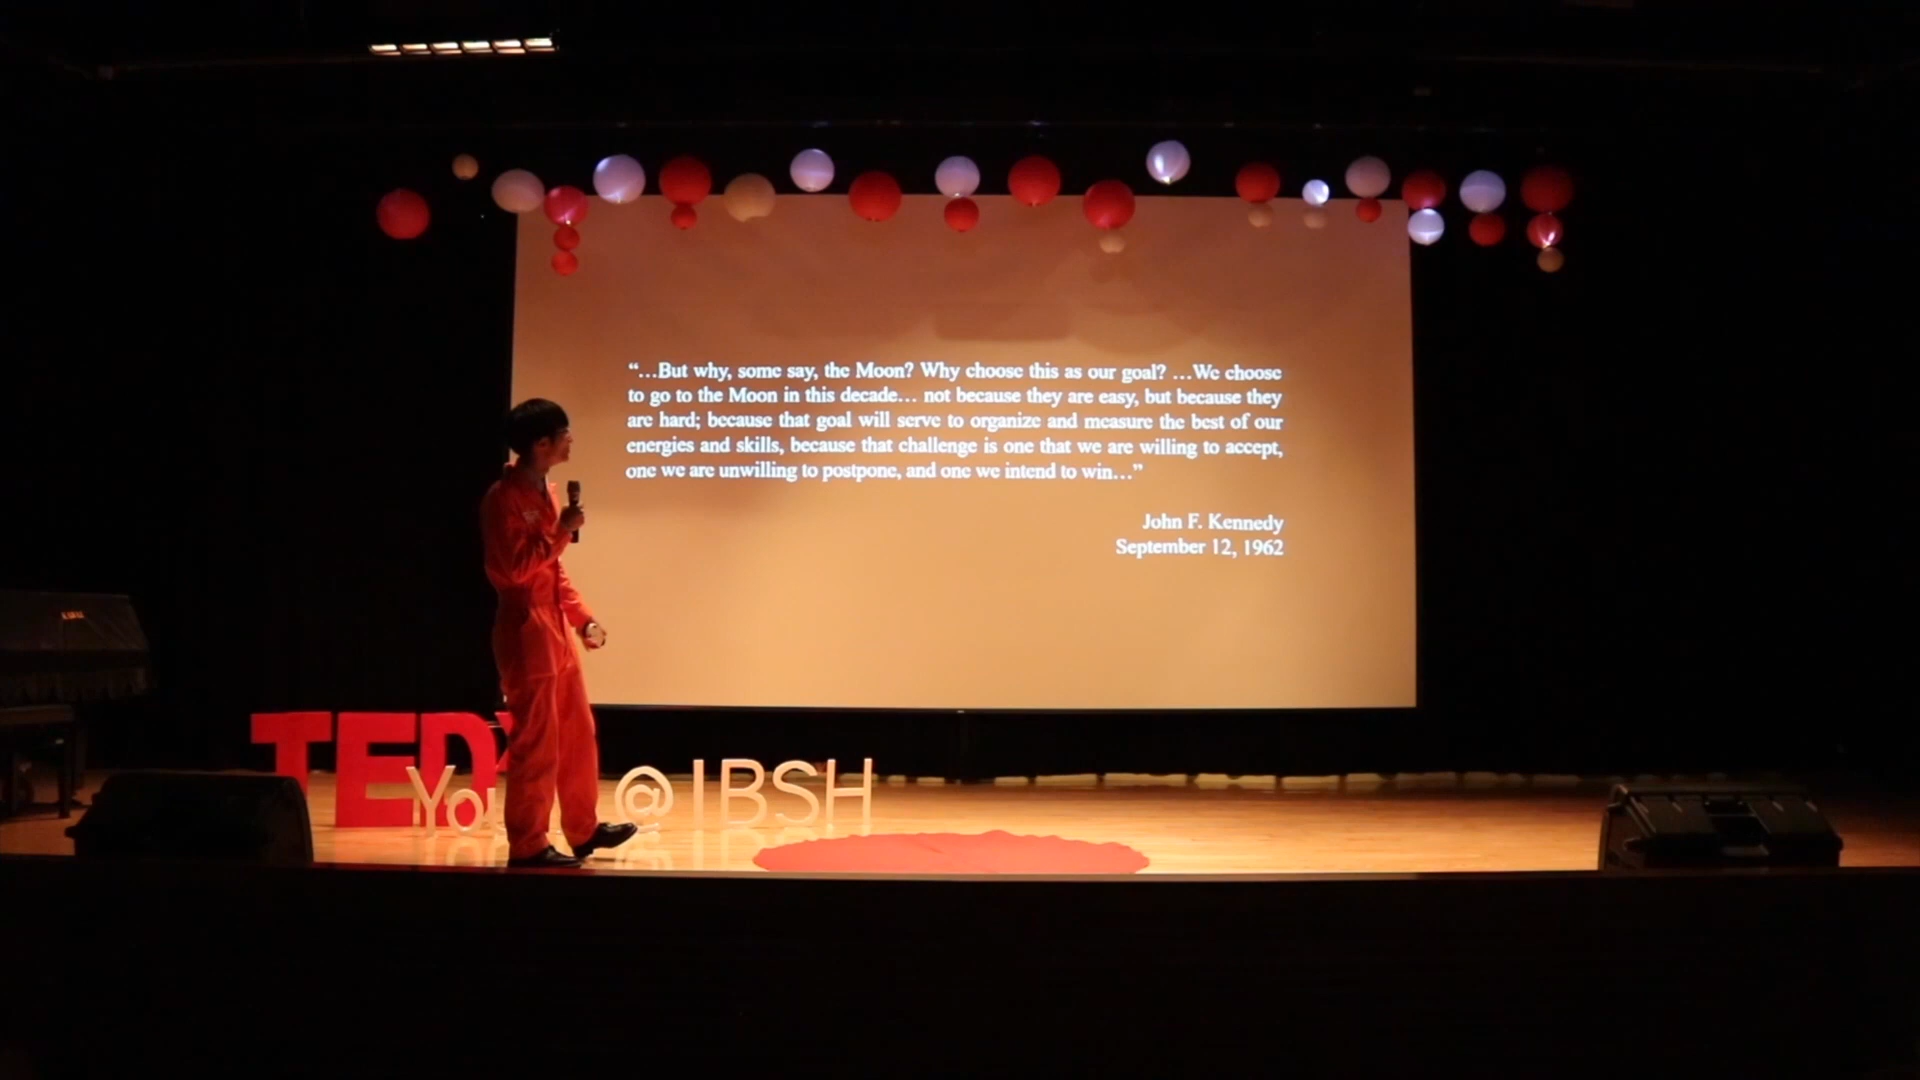 “…But why, some say, the Moon? Why choose this as our goal? …We choose
to go to the Moon in this decade… not because they are easy, but because they
are hard; because that goal will serve to organize and measure the best of our
energies and skills, because that challenge is one that we are willing to accept,
one we are unwilling to postpone, and one we intend to win…”
John F. Kennedy
September 12, 1962
KAWAI
TEDx
You @IBSH